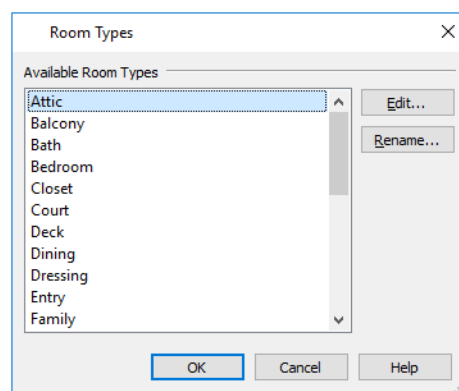 Room Types
Available Room Types
Attic
Balcony
Bath
Bedroom
Closet
Court
Deck
Dining
Dressing
Entry
Family
Edit...
Rename...
OK
Cancel
Help